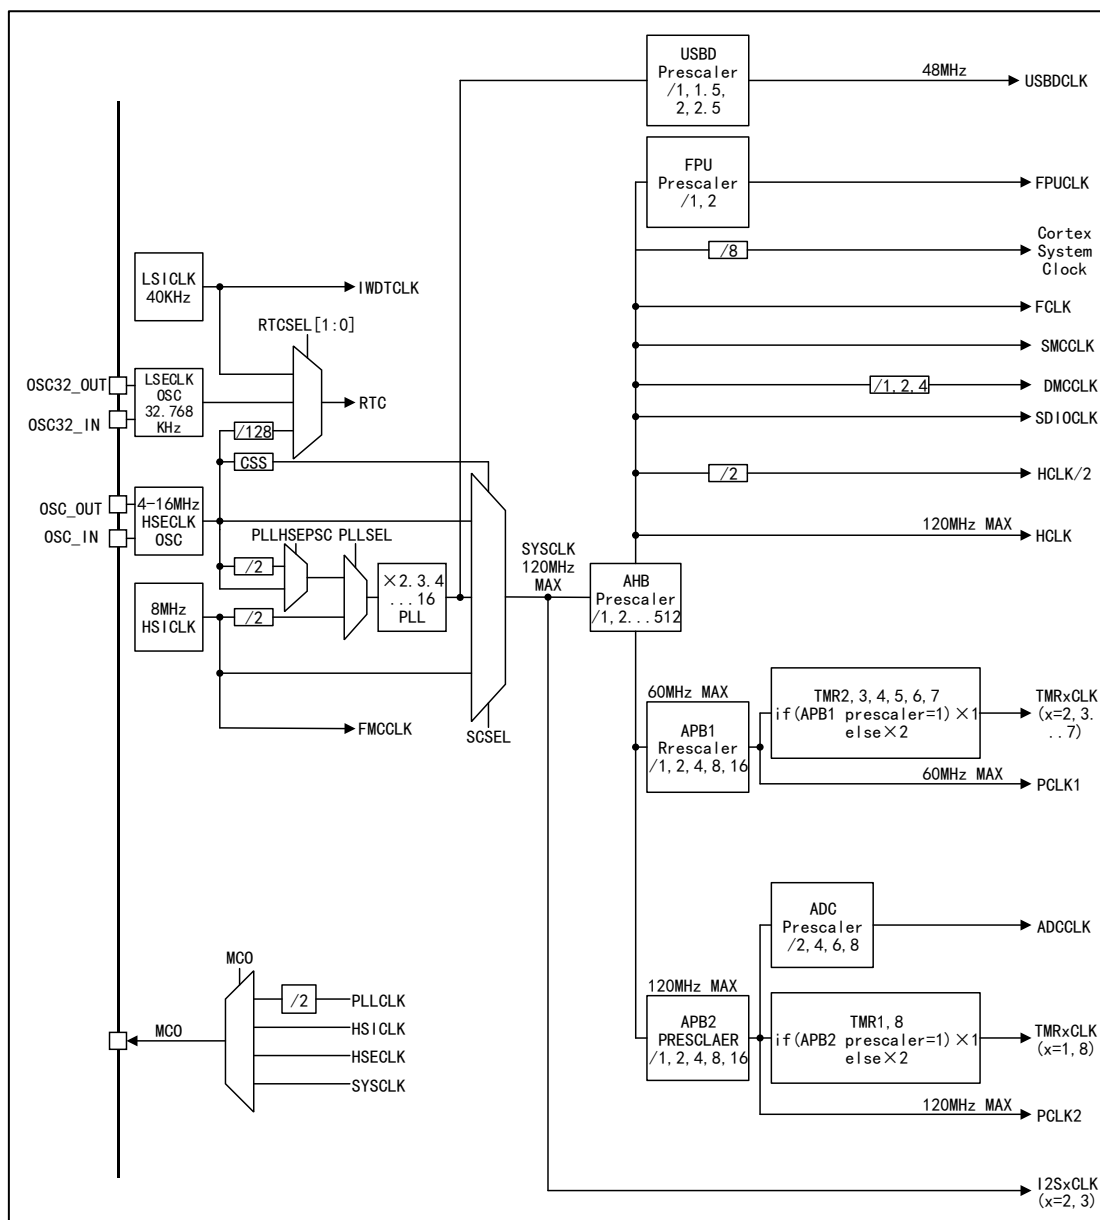 USBD
Prescaler
/1, 1.5,
2, 2.5
48MHz
USBDCLK
FPU
Prescaler
/1, 2
FPUCLK
/8
Cortex
System
Clock
LSICLK
40KHz
IWDTCLK
FCLK
RTCSEL[1:0]
SMCCLK
OSC32_OUT
OSC32_IN
LSECLK
OSC
32.768
KHz
RTC
/1, 2, 4
DMCCLK
SDIOCLK
/128
CSS
/2
HCLK/2
OSC_OUT
OSC_IN
4-16MHz
HSECLK
OSC
120MHz MAX
HCLK
PLLHSEPSC
PLLSEL
SYSCLK
120MHz
MAX
/2
×2.3.4
...16
PLL
AHB
Prescaler
/1, 2...512
8MHz
HSICLK
/2
FMCCLK
SCSEL
60MHz MAX
APB1
Rrescaler
/1, 2, 4, 8, 16
TMR2, 3, 4, 5, 6, 7
if(APB1 prescaler=1)×1
else×2
TMRxCLK
(x=2, 3.
..7)
60MHz MAX
PCLK1
ADC
Prescaler
/2, 4, 6, 8
ADCCLK
MCO
/2
PLLCLK
HSICLK
HSECLK
SYSCLK
MCO
120MHz MAX
APB2
PRESCLAER
/1, 2, 4, 8, 16
TMR1, 8
if(APB2 prescaler=1)×1
else×2
TMRxCLK
(x=1, 8)
120MHz MAX
PCLK2
I2SxCLK
(x=2, 3)